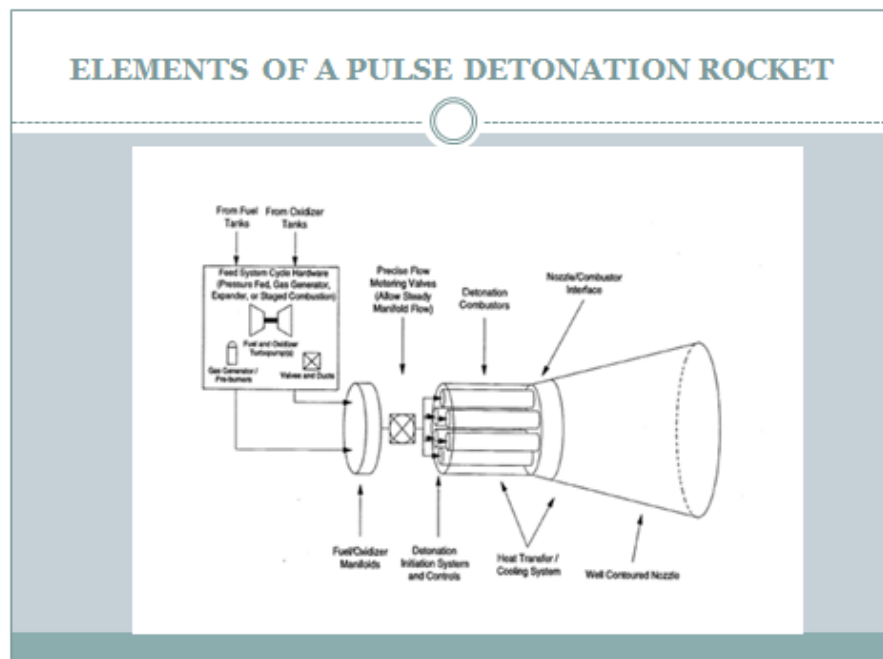 ELEMENTS OF A PULSE DETONATION ROCKET
From Fuel
Tanks
From Oxidizer
Tanks
Feed System Cycle Hardware
(Pressure Fed, Gas Generator,
Expander, or Staged Combustion)
Fuel and Oxidizer
Turbopump(s)
Gas Generator /
Pre-burners
Valves and Ducts
Precise Flow
Metering Valves
(Allow Steady
Manifold Flow)
Detonation
Combustors
Nozzle/Combustor
Interface
Fuel/Oxidizer
Manifolds
Detonation
Initiation System
and Controls
Heat Transfer /
Cooling System
Well Contoured Nozzle